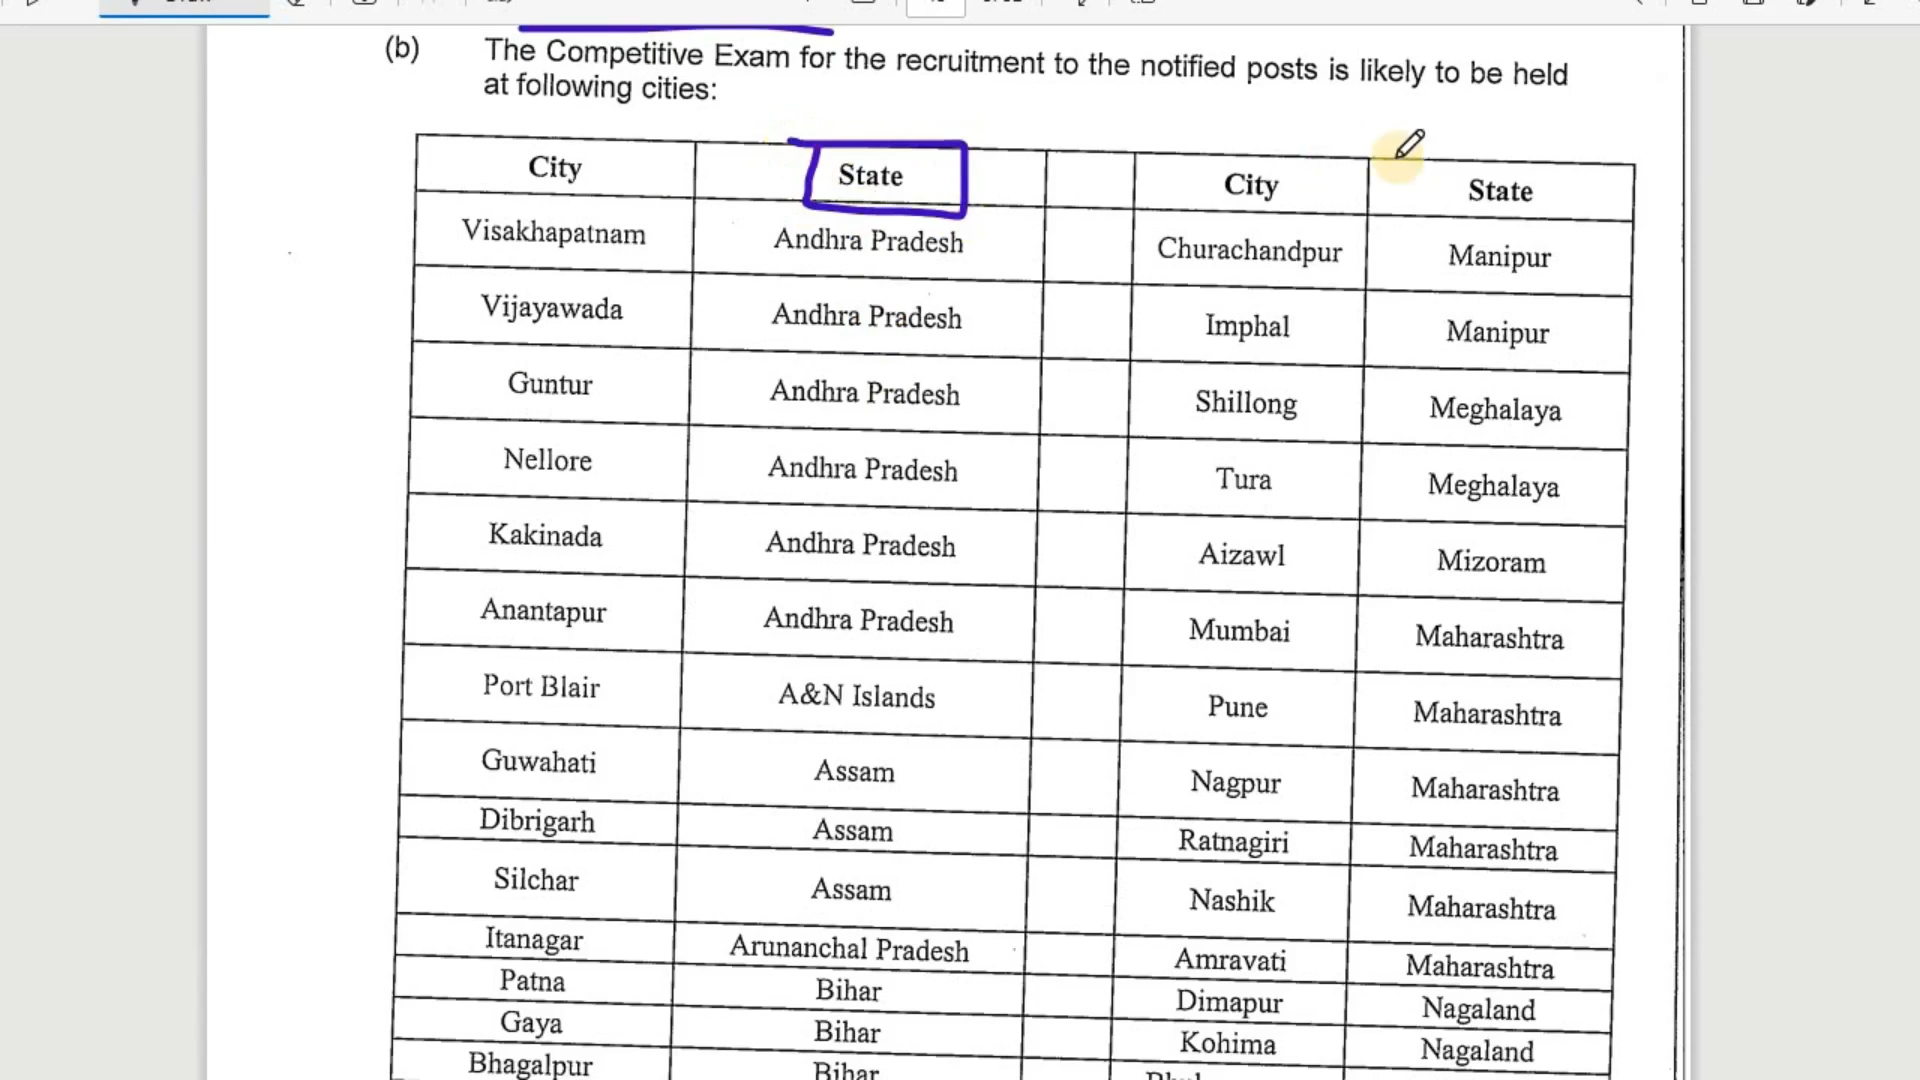 (b) The Competitive Exam for the recruitment to the notified posts is likely to be held
at following cities:
City State City State
Visakhapatnam Andhra Pradesh Churachandpur Manipur
Vijayawada Andhra Pradesh Imphal Manipur
Guntur Andhra Pradesh Shillong Meghalaya
Nellore Andhra Pradesh Tura Meghalaya
Kakinada Andhra Pradesh Aizawl Mizoram
Anantapur Andhra Pradesh Mumbai Maharashtra
Port Blair A&N Islands Pune Maharashtra
Guwahati Assam Nagpur Maharashtra
Dibrigarh Assam Ratnagiri Maharashtra
Silchar Assam Nashik Maharashtra
Itanagar Arunanchal Pradesh Amravati Maharashtra
Patna Bihar Dimapur Nagaland
Gaya Bihar Kohima Nagaland
Bhagalpur Bihar